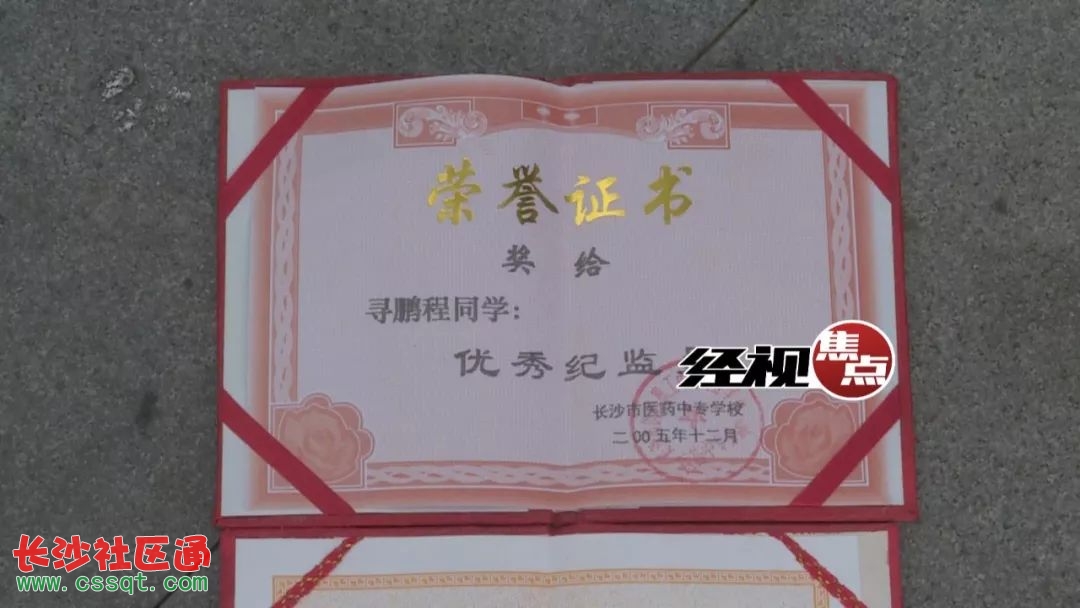 荣誉证书
奖给
寻鹏程同学：
优秀纪监
经视
焦点
长沙市医药中专学校
二00五年十二月
长沙社区通
www.cssqt.com